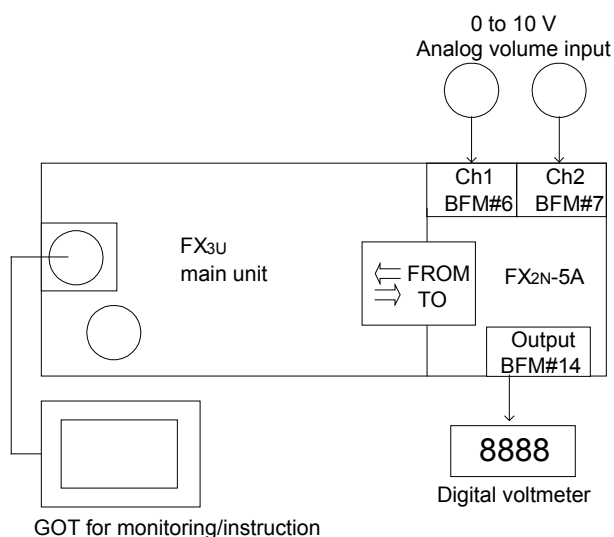 0 to 10 V
Analog volume input
Ch1
BFM#6
Ch2
BFM#7
FX3U
main unit
FROM
TO
FX2N-5A
Output
BFM#14
8888
Digital voltmeter
GOT for monitoring/instruction